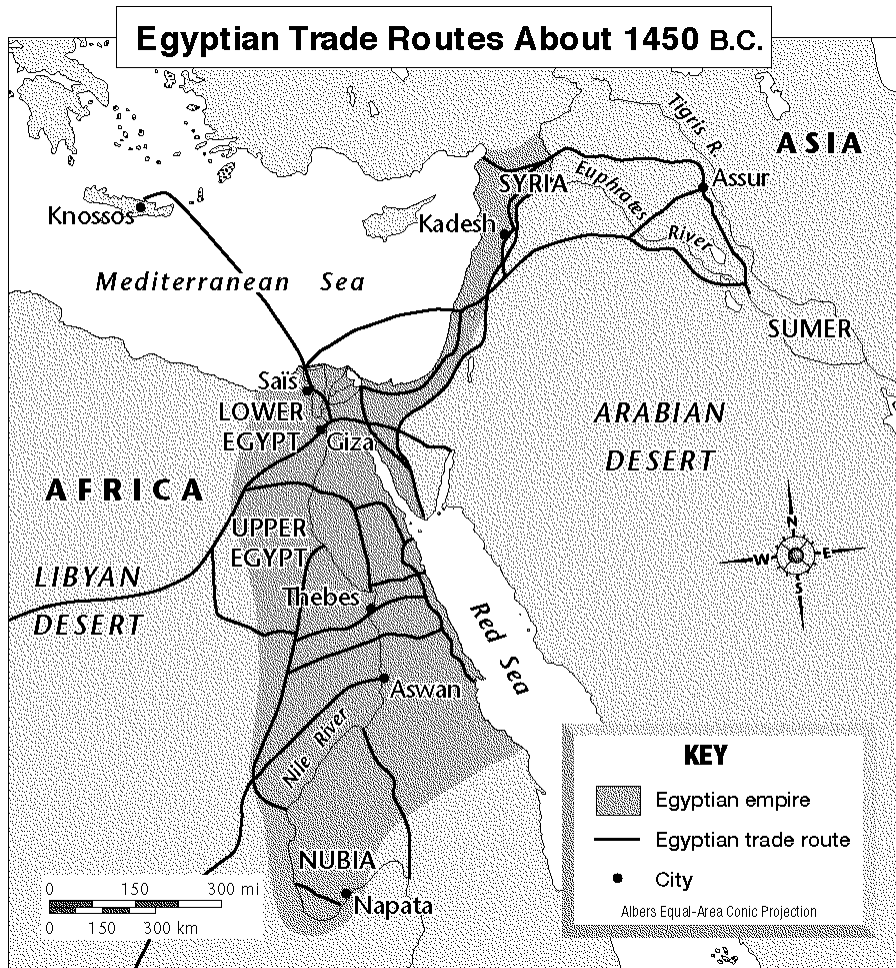 Egyptian Trade Routes About 1450 B.C.
Tigris R.
ASIA
SYRIA
Euphrates
Assur
Knossos
Kadesh
River
Mediterranean Sea
SUMER
Saïs
LOWER
EGYPT
Giza
ARABIAN
DESERT
AFRICA
UPPER
EGYPT
N
W
E
S
LIBYAN
DESERT
Thebes
Red Sea
Aswan
Nile River
NUBIA
Napata
0 150 300 mi
0 150 300 km
KEY
Egyptian empire
Egyptian trade route
City
Albers Equal-Area Conic Projection